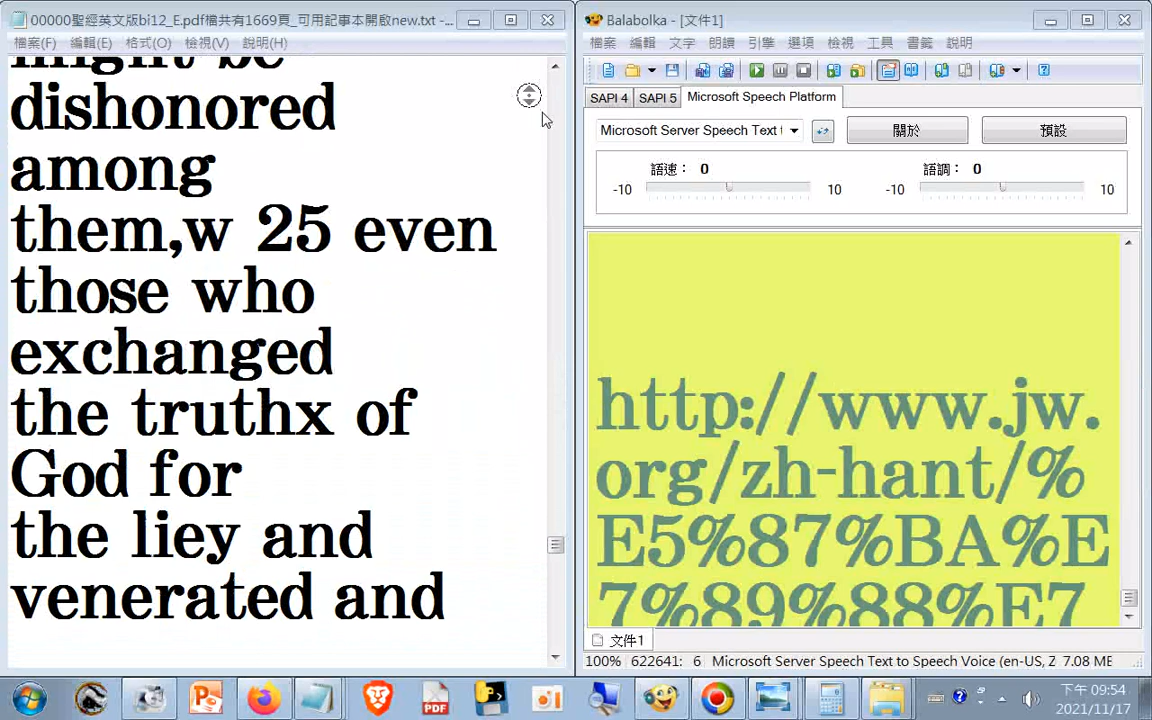 00000聖經英文版bi12_E.pdf檔共有1669頁_可用記事本開啟new.txt -...
檔案(F) 編輯(E) 格式(O) 檢視(V) 說明(H)
might be
dishonored
among
them,w 25 even
those who
exchanged
the truthx of
God for
the liey and
venerated and
Balabolka - [文件1]
檔案 編輯 文字 朗讀 引擎 選項 檢視 工具 書籤 說明
SAPI 4 SAPI 5 Microsoft Speech Platform
Microsoft Server Speech Text t 關於 預設
語速： 0 語調： 0
-10 10 -10 10
http://www.jw.
org/zh-hant/%
E5%87%BA%E
7%89%88%E7
文件1
100% 622641: 6 Microsoft Server Speech Text to Speech Voice (en-US, Z 7.08 ME
下午 09:54
2021/11/17